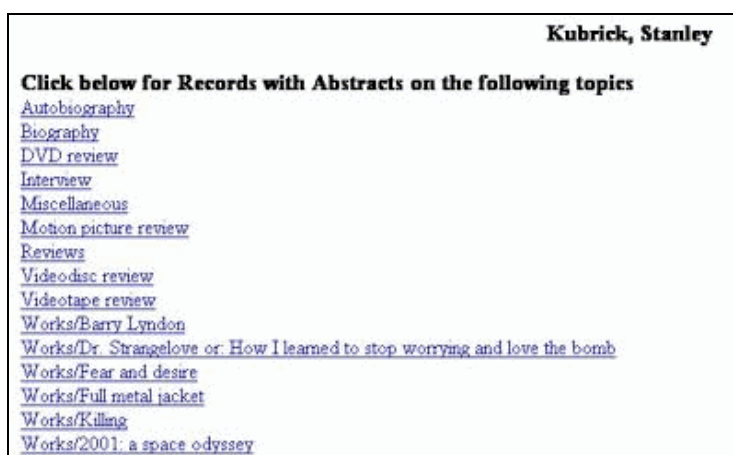 Kubrick, Stanley
Click below for Records with Abstracts on the following topics
Autobiography
Biography
DVD review
Interview
Miscellaneous
Motion picture review
Reviews
Videodisc review
Videotape review
Works/Barry Lyndon
Works/Dr. Strangelove or: How I learned to stop worrying and love the bomb
Works/Fear and desire
Works/Full metal jacket
Works/Killing
Works/2001: a space odyssey